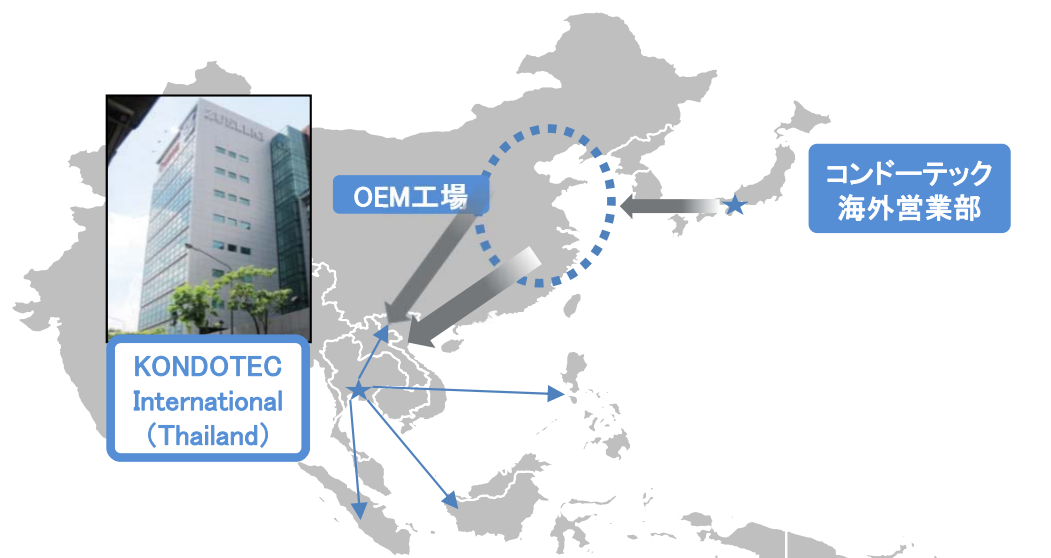 ZUELLIG
OEM工場
コンドーテック
海外営業部
KONDOTEC
International
（Thailand）